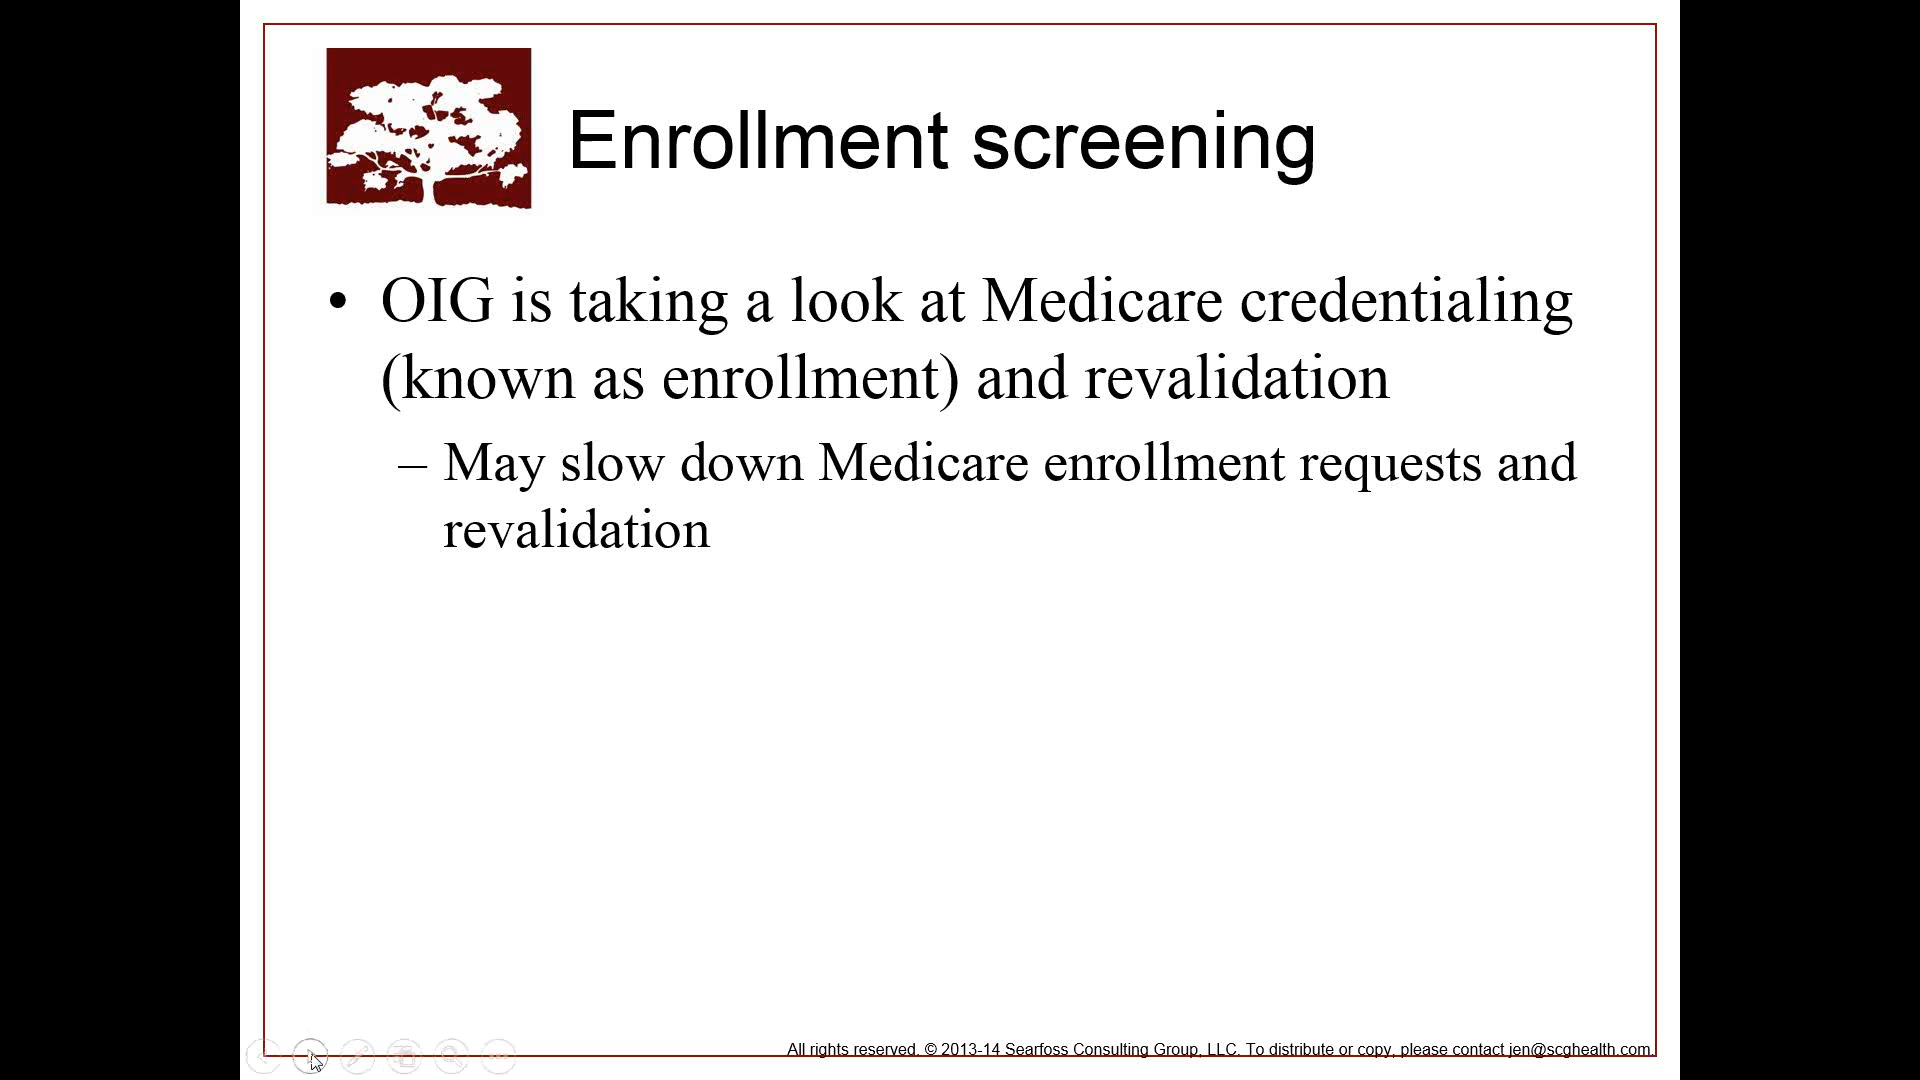 Enrollment screening
• OIG is taking a look at Medicare credentialing
(known as enrollment) and revalidation
– May slow down Medicare enrollment requests and
revalidation
All rights reserved. © 2013-14 Searfoss Consulting Group, LLC. To distribute or copy, please contact jen@scghealth.com.